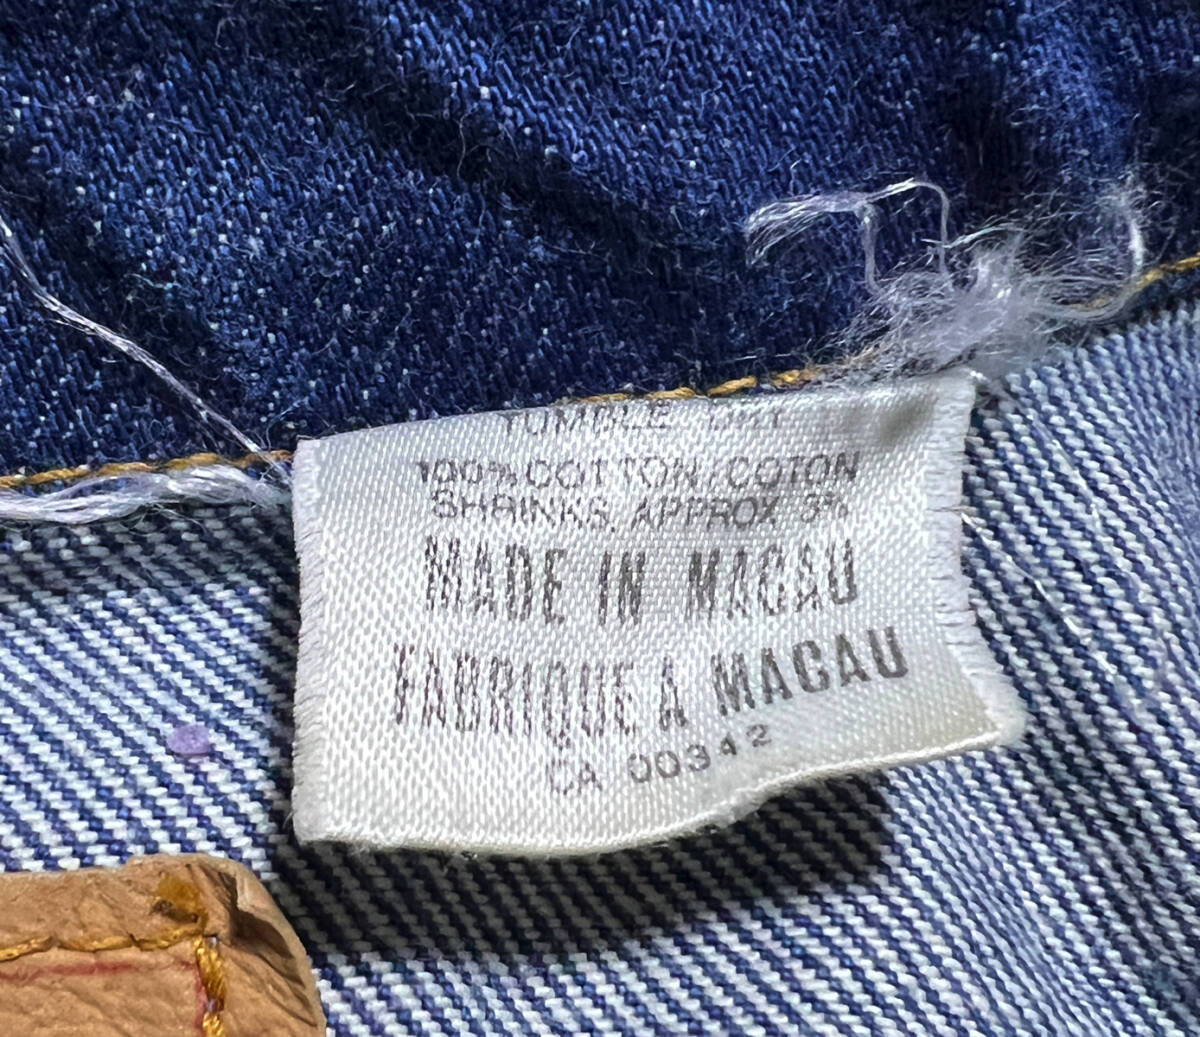 TUMBLE DRY
100% COTTON/COTON
SHRINKS APPROX 3%
MADE IN MACAU
FABRIQUE A MACAU
CA 00342